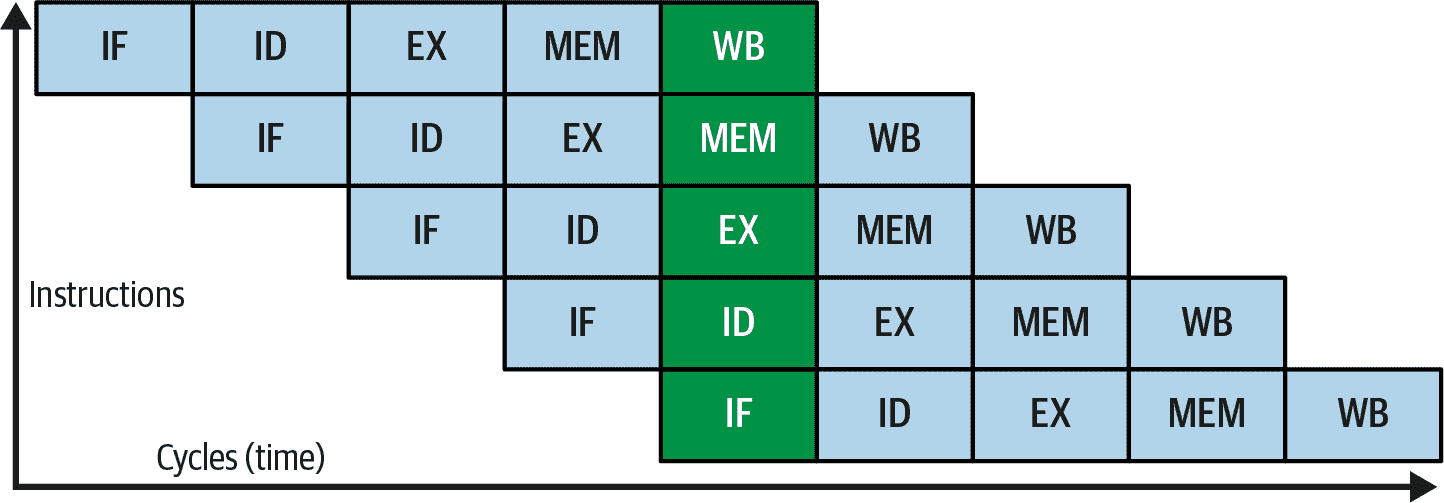 IF ID EX MEM WB
IF ID EX MEM WB
IF ID EX MEM WB
Instructions
IF ID EX MEM WB
IF ID EX MEM WB
Cycles (time)